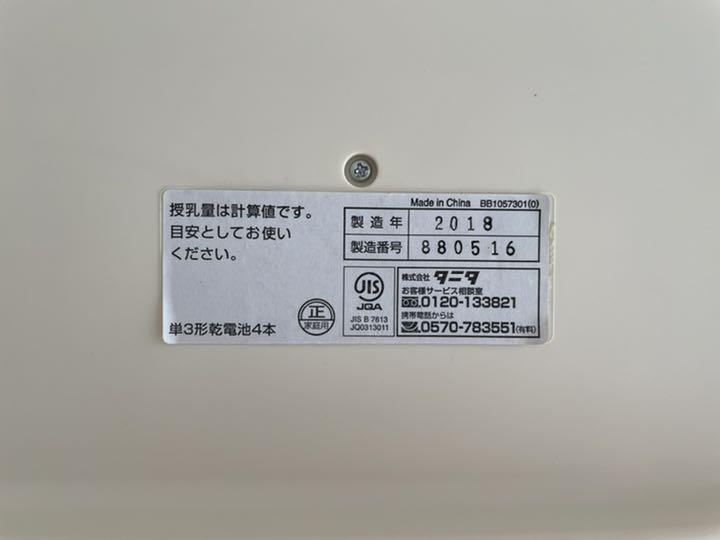 Made in China BB1057301(0)
授乳量は計算値です。
目安としてお使い
ください。
単3形乾電池4本
正
家庭用
製造年 2018
製造番号 880516
JIS
JQA
JIS B 7613
JQ0313011
株式会社 タニタ
お客様サービス相談室
0120-133821
携帯電話からは
0570-783551(有料)